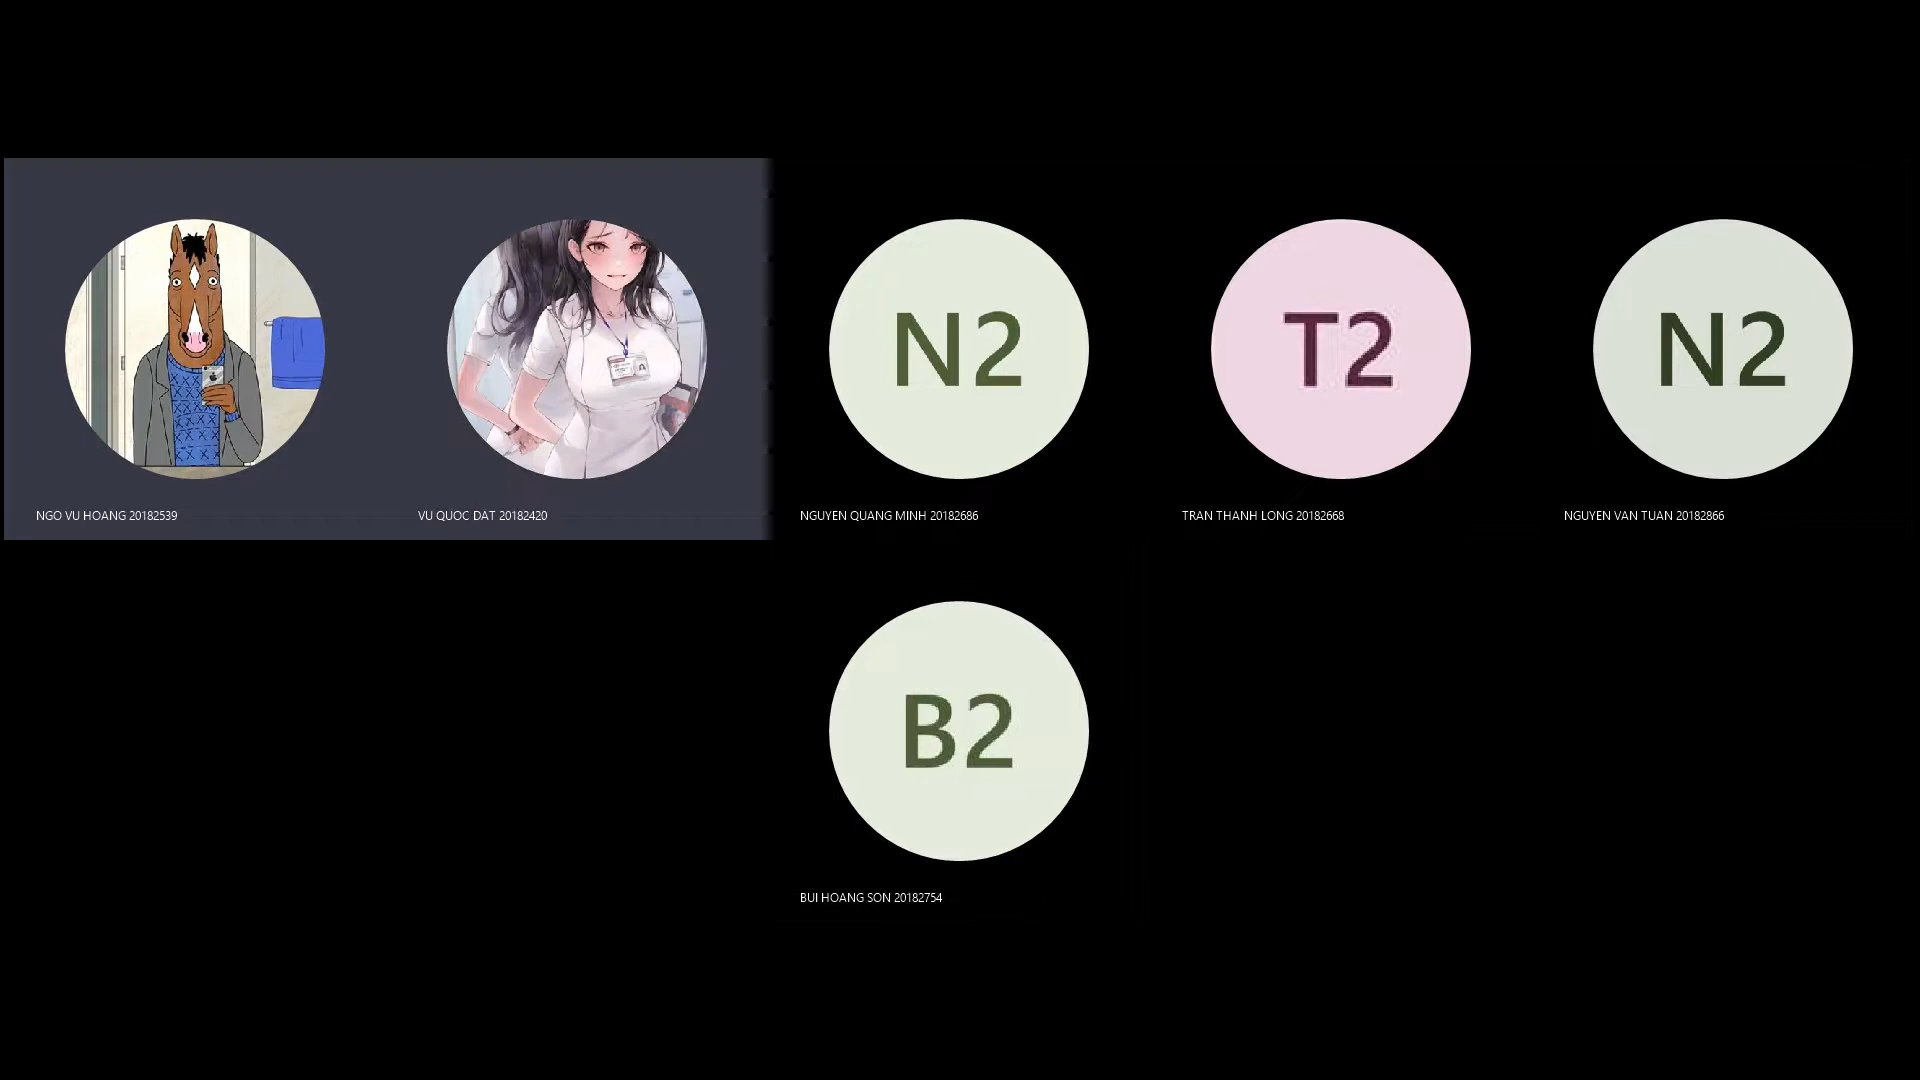 N2
T2
N2
NGO VU HOANG 20182539
VU QUOC DAT 20182420
NGUYEN QUANG MINH 20182686
TRAN THANH LONG 20182668
NGUYEN VAN TUAN 20182866
B2
BUI HOANG SON 20182754